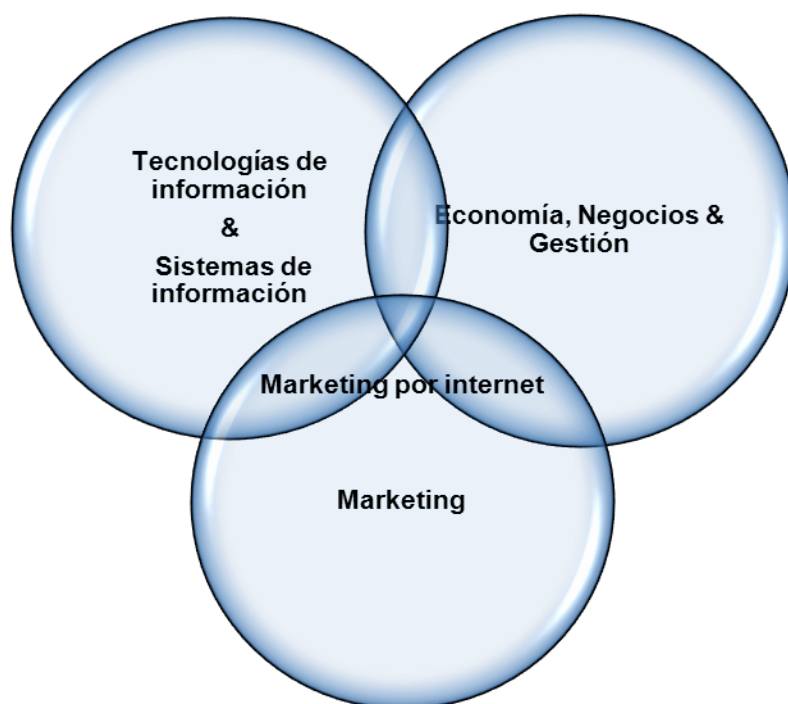 Tecnologías de
información
&
Sistemas de
información
Economía, Negocios &
Gestión
Marketing por internet
Marketing